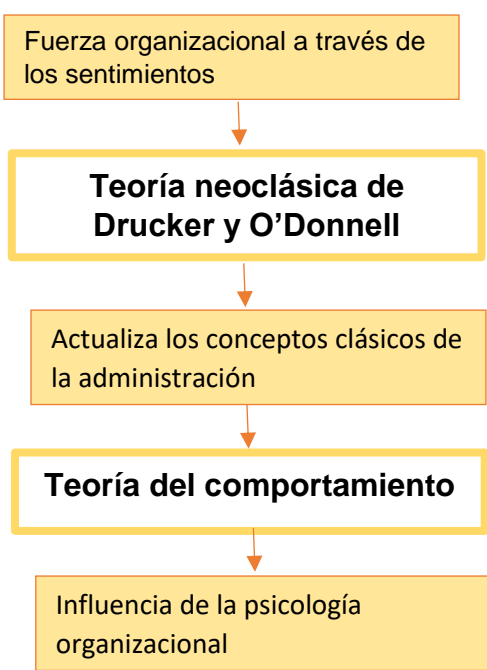 Fuerza organizacional a través de
los sentimientos
Teoría neoclásica de
Drucker y O’Donnell
Actualiza los conceptos clásicos de
la administración
Teoría del comportamiento
Influencia de la psicología
organizacional